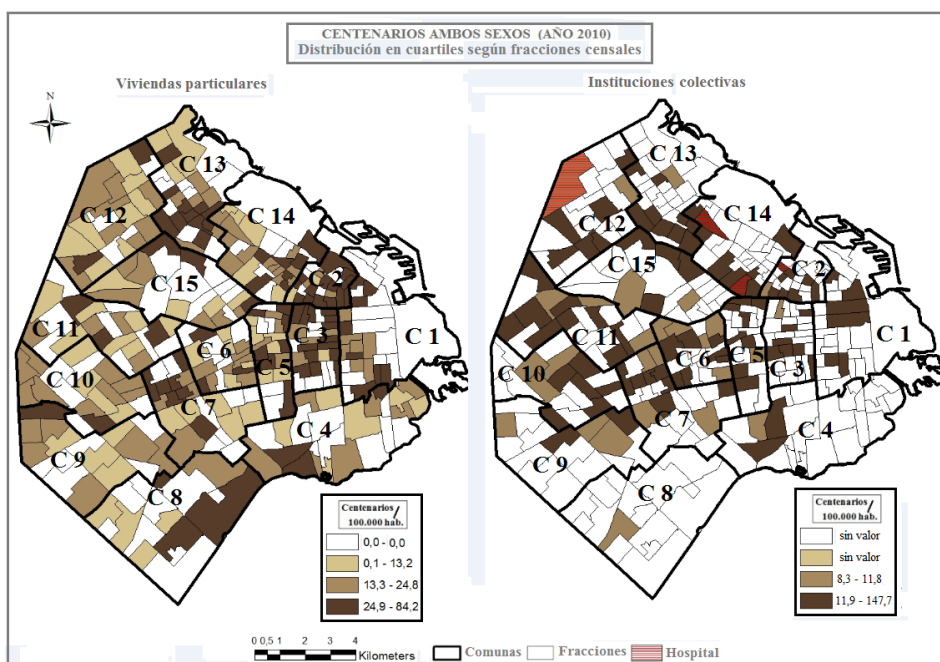 CENTENARIOS AMBOS SEXOS (AÑO 2010)
Distribución en cuartiles según fracciones censales
Viviendas particulares
Instituciones colectivas
N
C 13
C 12
C 14
C 15
C 2
C 11
C 6
C 5
C 3
C 1
C 10
C 7
C 4
C 9
C 8
Centenarios /
100.000 hab.
0,0 - 0,0
0,1 - 13,2
13,3 - 24,8
24,9 - 84,2
C 13
C 12
C 14
C 15
C 2
C 11
C 6
C 5
C 3
C 1
C 10
C 7
C 4
C 9
C 8
Centenarios /
100.000 hab.
sin valor
sin valor
8,3 - 11,8
11,9 - 147,7
0 0,5 1 2 3 4
Kilometers
Comunas
Fracciones
Hospital